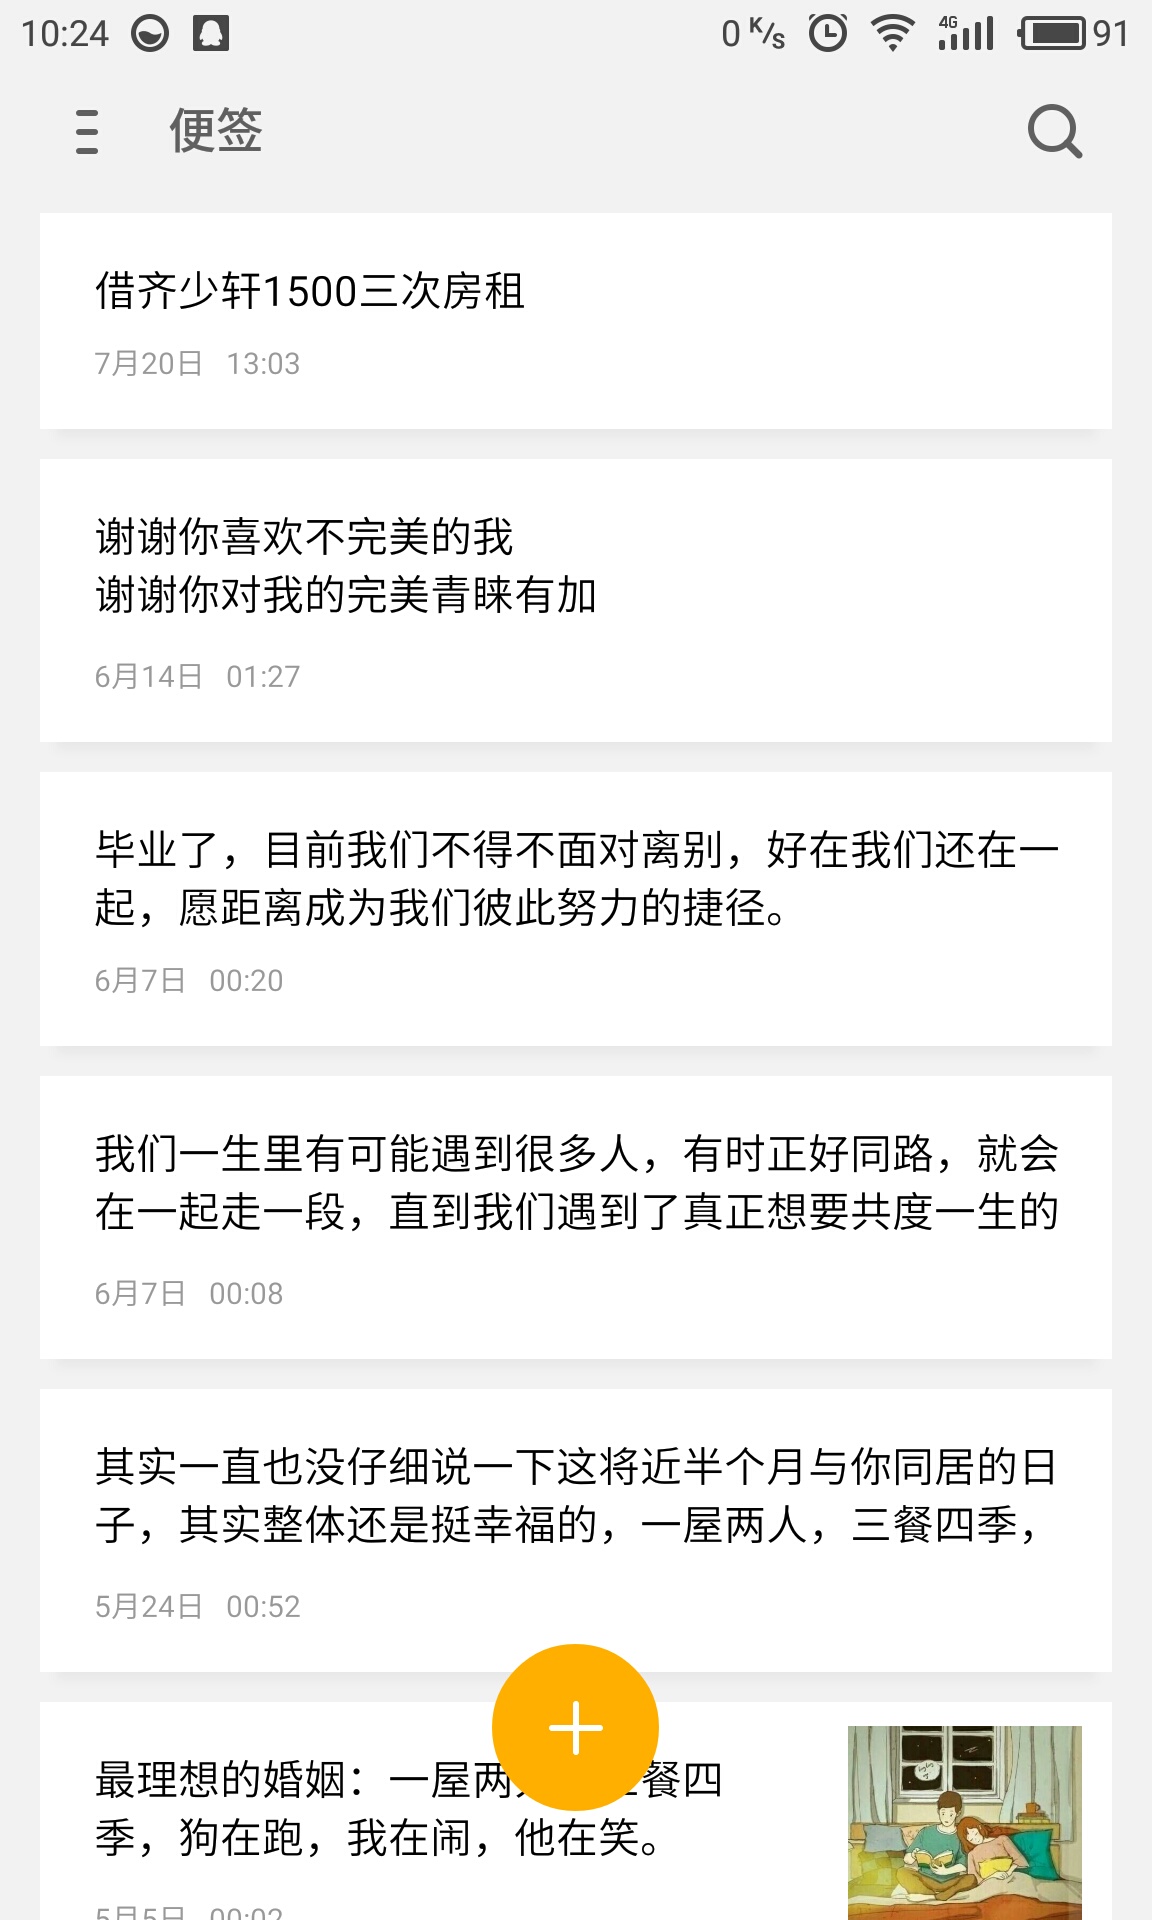 10:24 0 K/s 4G 91
便签
借齐少轩1500三次房租
7月20日 13:03
谢谢你喜欢不完美的我
谢谢你对我的完美青睐有加
6月14日 01:27
毕业了，目前我们不得不面对离别，好在我们还在一
起，愿距离成为我们彼此努力的捷径。
6月7日 00:20
我们一生里有可能遇到很多人，有时正好同路，就会
在一起走一段，直到我们遇到了真正想要共度一生的
6月7日 00:08
其实一直也没仔细说一下这将近半个月与你同居的日
子，其实整体还是挺幸福的，一屋两人，三餐四季，
5月24日 00:52
最理想的婚姻：一屋两 餐四
季，狗在跑，我在闹，他在笑。
5月5日 00:02